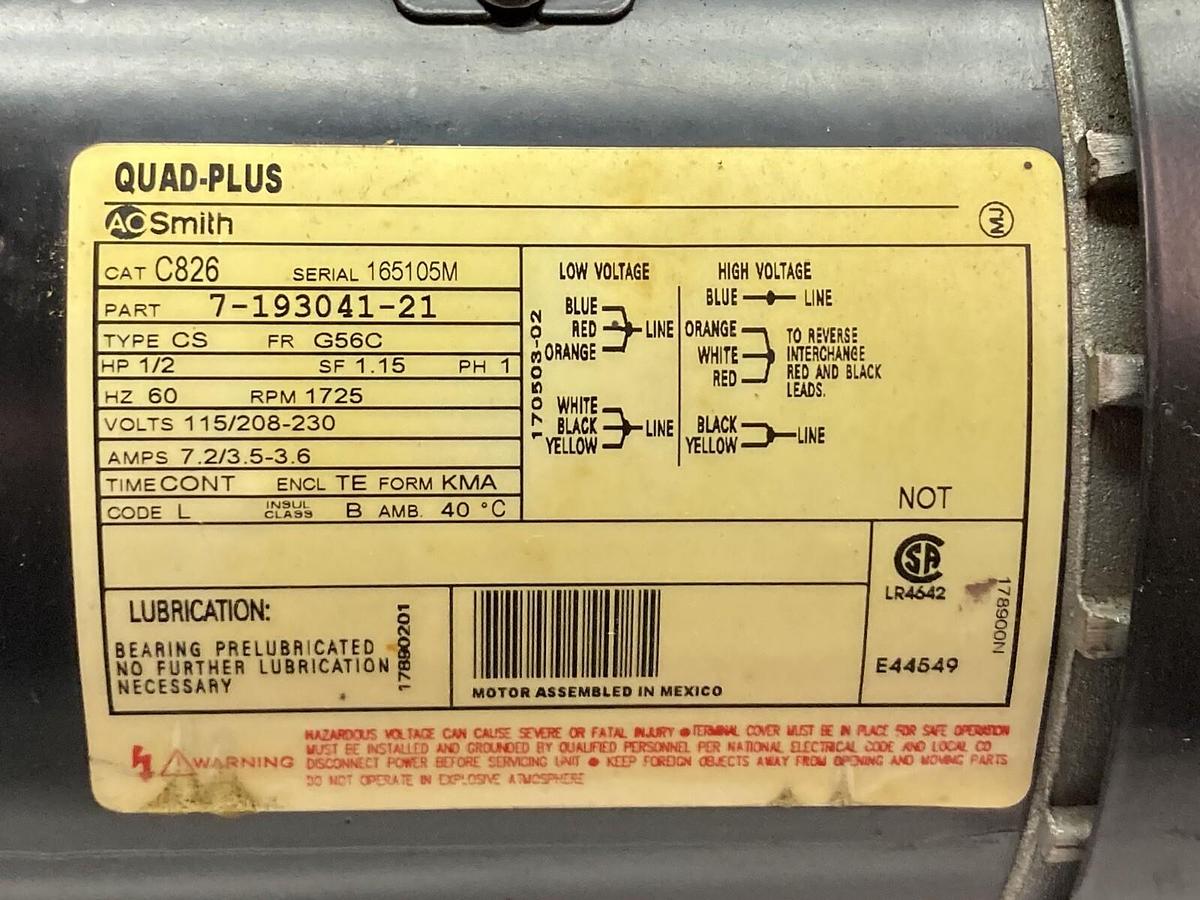 QUAD-PLUS
AO Smith
MJ
CAT C826 SERIAL 165105M
PART 7-193041-21
TYPE CS FR G56C
HP 1/2 SF 1.15 PH 1
HZ 60 RPM 1725
VOLTS 115/208-230
AMPS 7.2/3.5-3.6
TIME CONT ENCL TE FORM KMA
CODE L INSUL CLASS B AMB. 40 °C
170503-02
LOW VOLTAGE
BLUE
RED LINE
ORANGE
WHITE
BLACK LINE
YELLOW
HIGH VOLTAGE
BLUE LINE
ORANGE
WHITE
RED
TO REVERSE
INTERCHANGE
RED AND BLACK
LEADS.
BLACK
YELLOW LINE
NOT
LUBRICATION:
BEARING PRELUBRICATED
NO FURTHER LUBRICATION
NECESSARY
MOTOR ASSEMBLED IN MEXICO
SA
LR4642
178900N
E44549
WARNING
HAZARDOUS VOLTAGE CAN CAUSE SEVERE OR FATAL INJURY ● TERMINAL COVER MUST BE IN PLACE FOR SAFE OPERATION
MUST BE INSTALLED AND GROUNDED BY QUALIFIED PERSONNEL PER NATIONAL ELECTRICAL CODE AND LOCAL CO
DISCONNECT POWER BEFORE SERVICING UNIT ● KEEP FOREIGN OBJECTS AWAY FROM OPENING AND MOVING PARTS
DO NOT OPERATE IN EXPLOSIVE ATMOSPHERE